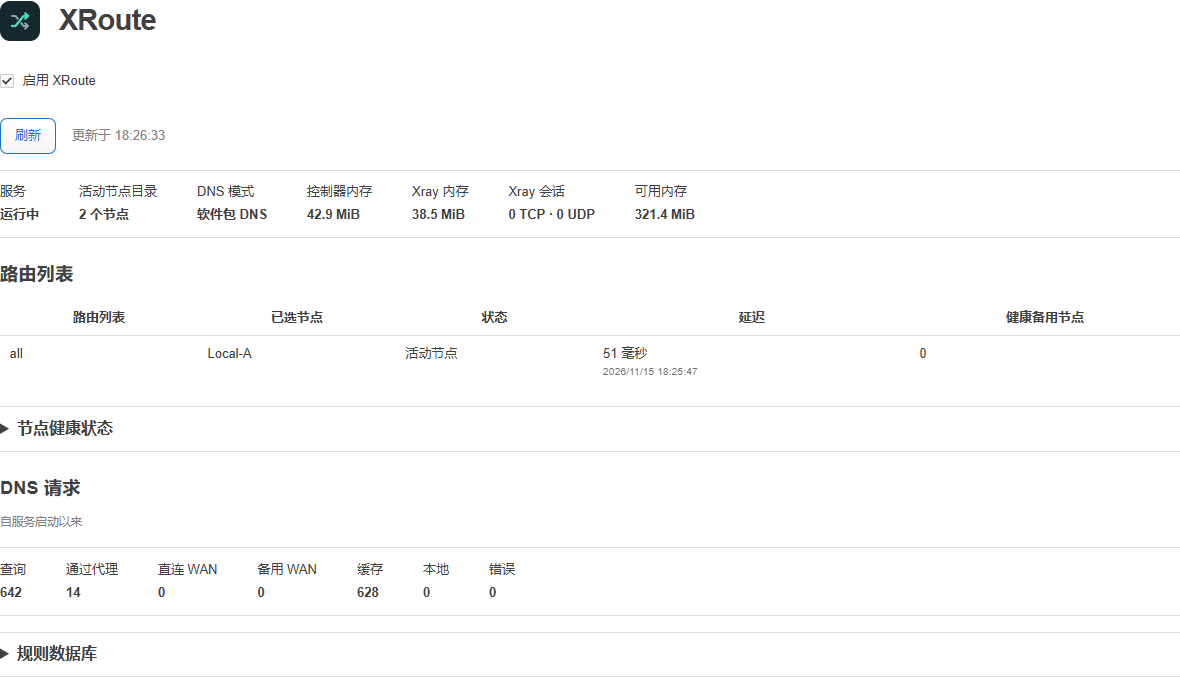 XRoute
启用 XRoute
刷新 更新于 18:26:33
服务 活动节点目录 DNS 模式 控制器内存 Xray 内存 Xray 会话 可用内存
运行中 2 个节点 软件包 DNS 42.9 MiB 38.5 MiB 0 TCP · 0 UDP 321.4 MiB
路由列表
路由列表 已选节点 状态 延迟 健康备用节点
all Local-A 活动节点 51 毫秒 0
2026/11/15 18:25:47
节点健康状态
DNS 请求
自服务启动以来
查询 通过代理 直连 WAN 备用 WAN 缓存 本地 错误
642 14 0 0 628 0 0
规则数据库